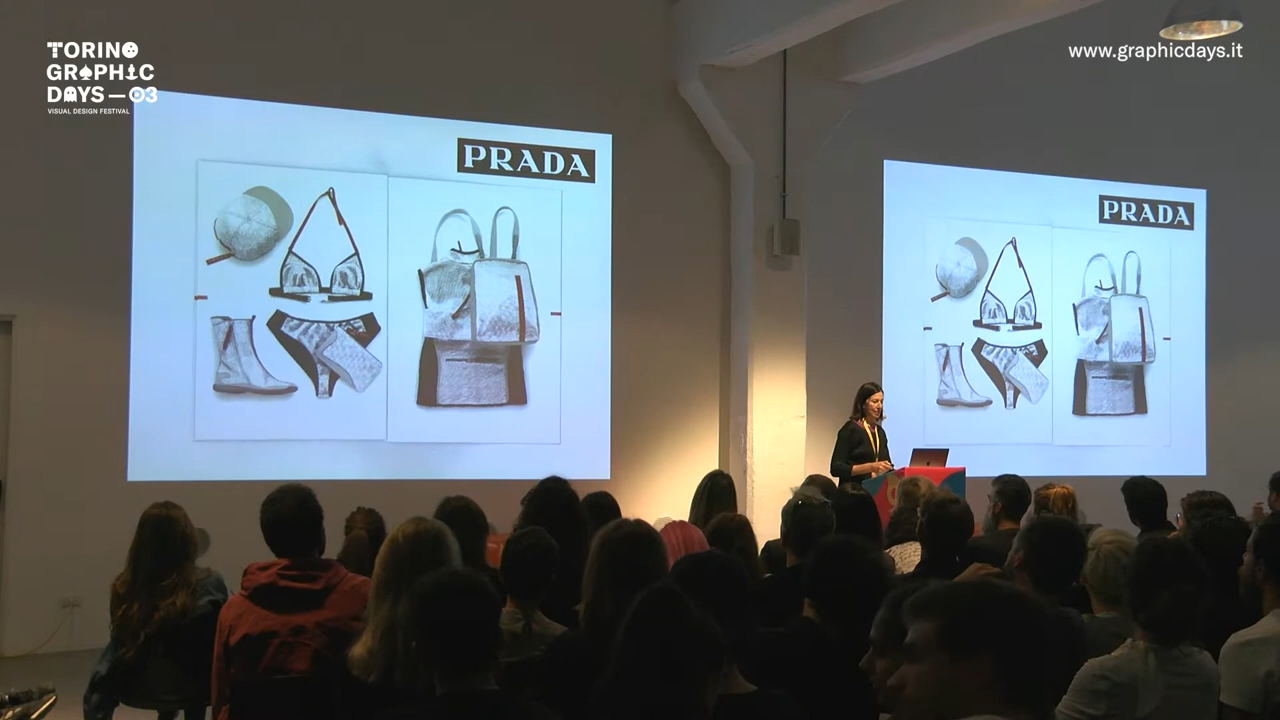 TORINO
GRAPHIC
DAYS—03
VISUAL DESIGN FESTIVAL
www.graphicdays.it
PRADA
PRADA